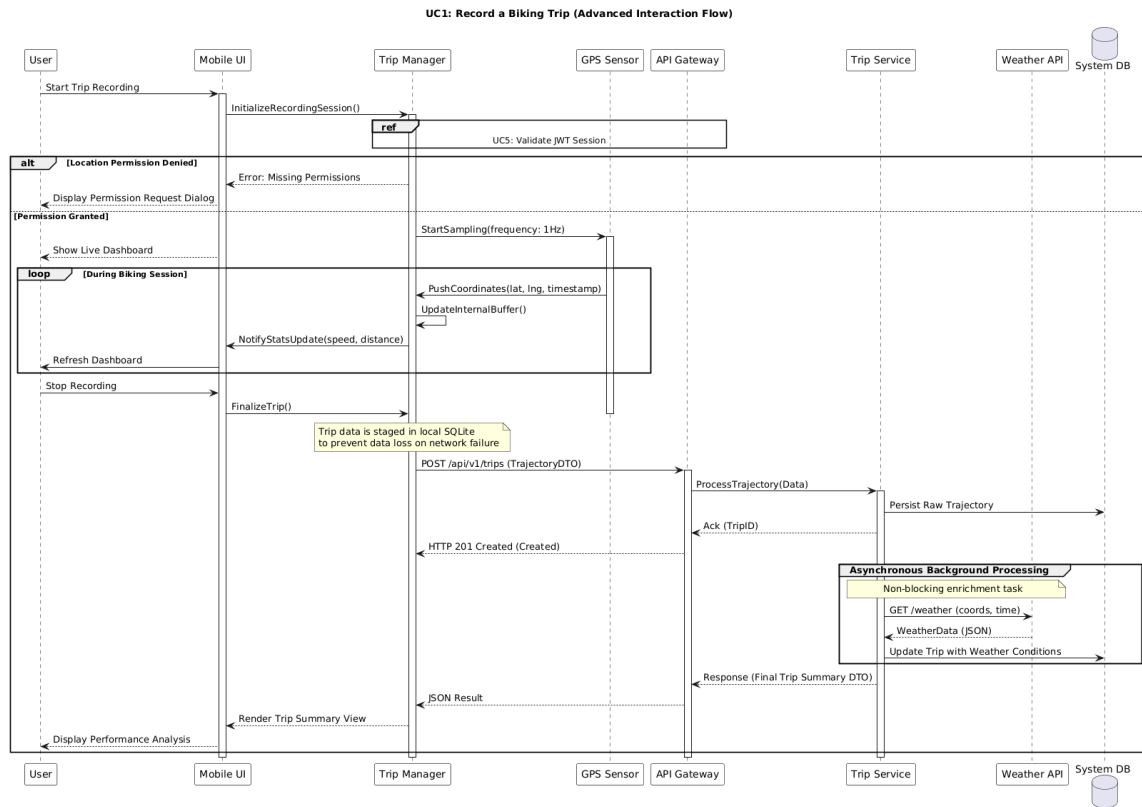 UC1: Record a Biking Trip (Advanced Interaction Flow)
User
Mobile UI
Trip Manager
GPS Sensor
API Gateway
Trip Service
Weather API
System DB
Start Trip Recording
InitializeRecordingSession()
ref
UC5: Validate JWT Session
alt [Location Permission Denied]
Error: Missing Permissions
Display Permission Request Dialog
[Permission Granted]
StartSampling(frequency: 1Hz)
Show Live Dashboard
loop [During Biking Session]
PushCoordinates(lat, lng, timestamp)
UpdateInternalBuffer()
NotifyStatsUpdate(speed, distance)
Refresh Dashboard
Stop Recording
FinalizeTrip()
Trip data is staged in local SQLite
to prevent data loss on network failure
POST /api/v1/trips (TrajectoryDTO)
ProcessTrajectory(Data)
Persist Raw Trajectory
Ack (TripID)
HTTP 201 Created (Created)
Asynchronous Background Processing
Non-blocking enrichment task
GET /weather (coords, time)
WeatherData (JSON)
Update Trip with Weather Conditions
Response (Final Trip Summary DTO)
JSON Result
Render Trip Summary View
Display Performance Analysis
User
Mobile UI
Trip Manager
GPS Sensor
API Gateway
Trip Service
Weather API
System DB